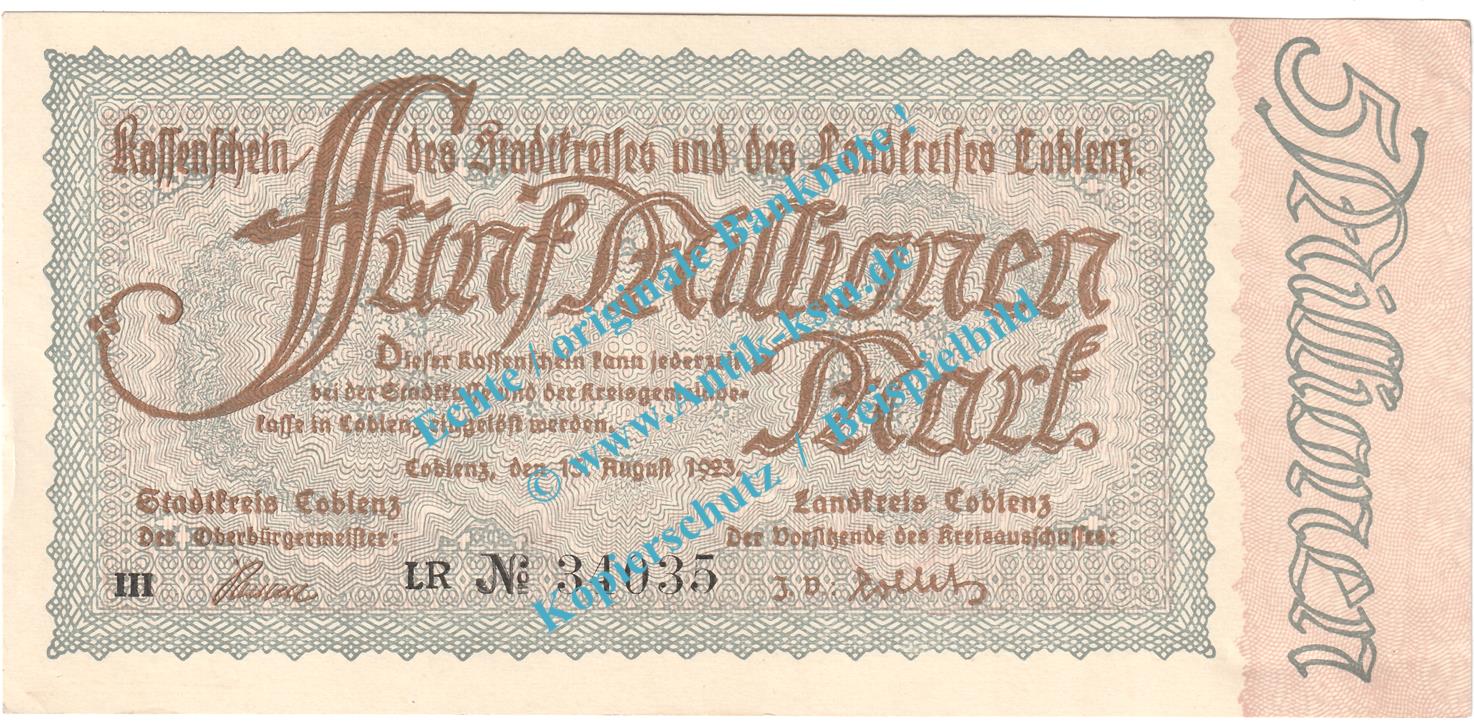 Kassenschein des Stadtkreises und des Landkreises Coblenz.
Fünf Millionen
Mark
Dieser Kassenschein kann jederzeit
bei der Stadtkasse und der Kreisgemeinde-
kasse in Coblenz eingelöst werden.
Coblenz, den 15. August 1923.
Stadtkreis Coblenz
Der Oberbürgermeister:
Landkreis Coblenz
Der Vorsitzende des Kreisausschusses:
III
LR № 34035
J. V.:
5 Millionen
Echte / originale Banknote !
© www.Antik-ksm.de
Kopierschutz / Beispielbild